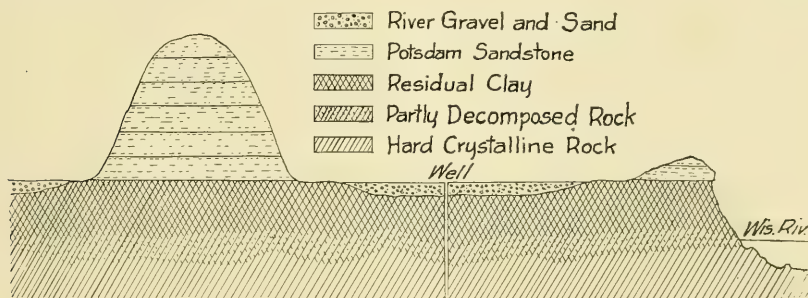 River Gravel and Sand
Potsdam Sandstone
Residual Clay
Partly Decomposed Rock
Hard Crystalline Rock
Well
Wis. Riv